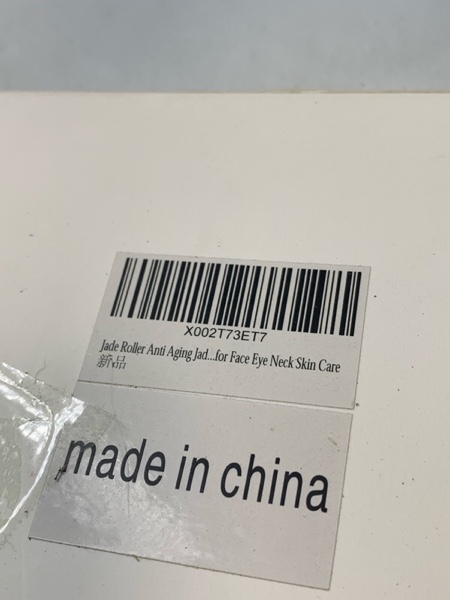 X002T73ET7
Jade Roller Anti Aging Jad...for Face Eye Neck Skin Care
新品
made in china